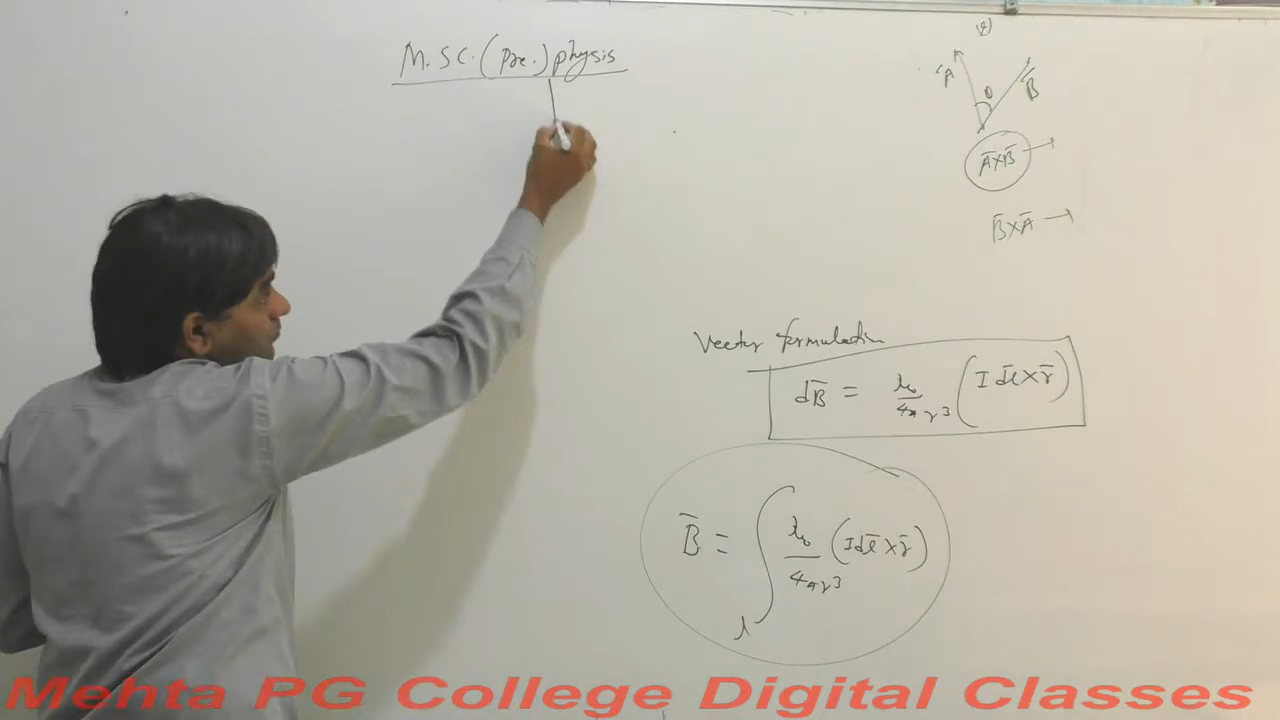 M.SC. (Pre.) physis
θ
A̅
B̅
A̅×B̅ →
B̅×A̅ →
Vector formulation
dB̅ = μ₀/4πr³ (I dl̅ × r̅)
B̅ = ∫l μ₀/4πr³ (I dl̅ × r̅)
Mehta PG College Digital Classes